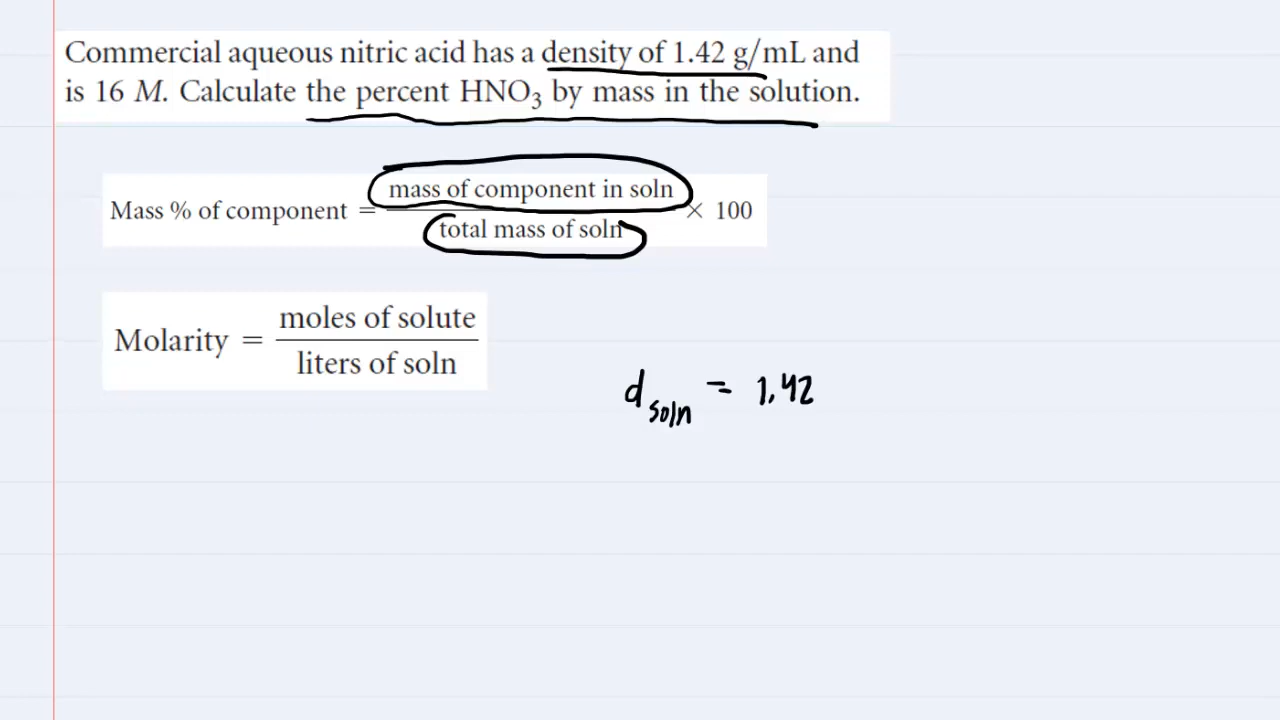 Commercial aqueous nitric acid has a density of 1.42 g/mL and
is 16 M. Calculate the percent HNO₃ by mass in the solution.
Mass % of component = mass of component in soln / total mass of soln × 100
Molarity = moles of solute / liters of soln
d soln = 1.42